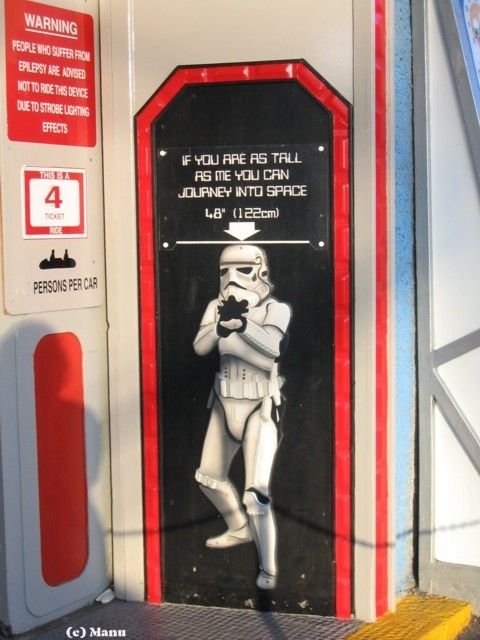 WARNING
PEOPLE WHO SUFFER FROM
EPILEPSY ARE ADVISED
NOT TO RIDE THIS DEVICE
DUE TO STROBE LIGHTING
EFFECTS
THIS IS A
4
TICKET
RIDE
PERSONS PER CAR
IF YOU ARE AS TALL
AS ME YOU CAN
JOURNEY INTO SPACE
48" (122cm)
(c) Manu